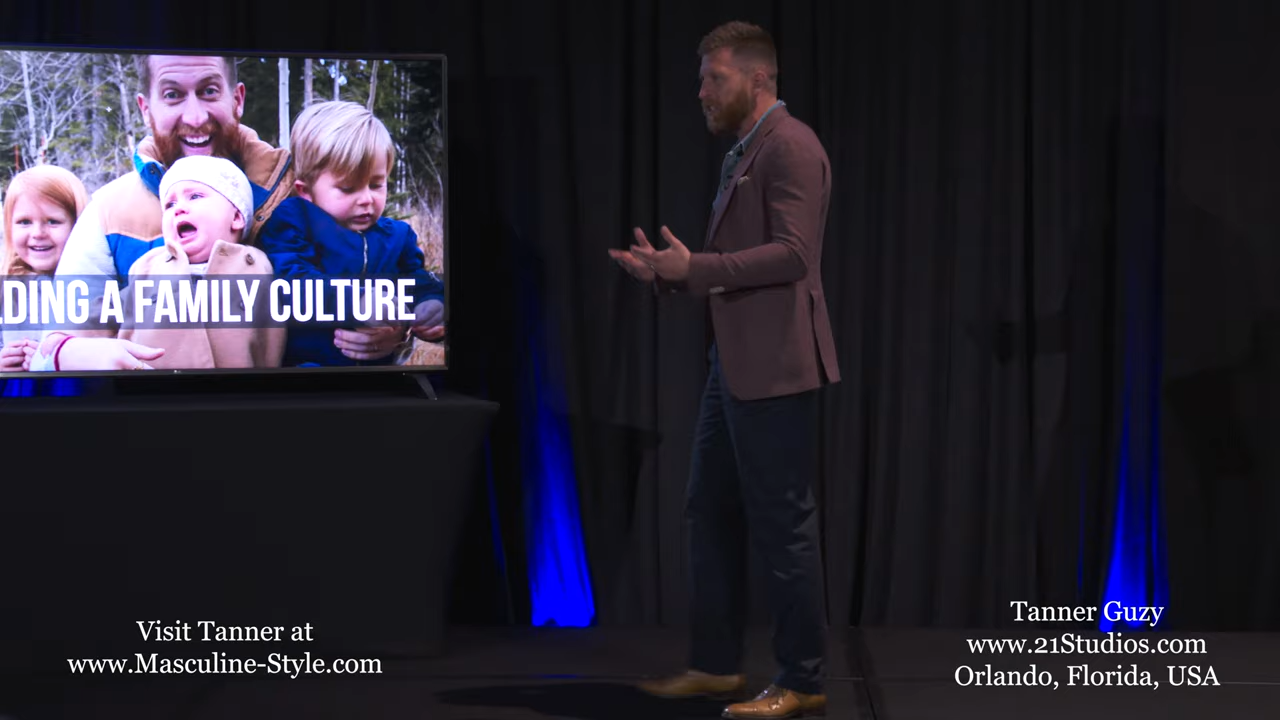 LDING A FAMILY CULTURE
Visit Tanner at
www.Masculine-Style.com
Tanner Guzy
www.21Studios.com
Orlando, Florida, USA